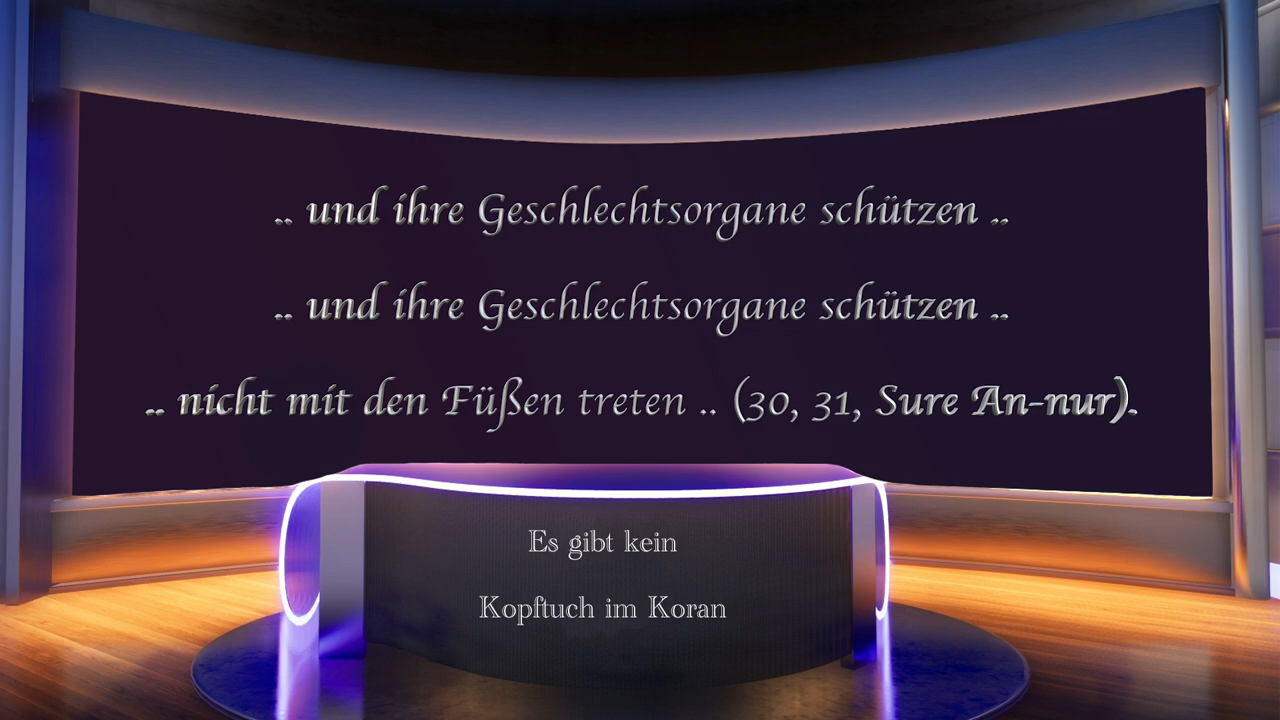 .. und ihre Geschlechtsorgane schützen ..
.. und ihre Geschlechtsorgane schützen ..
.. nicht mit den Füßen treten .. (30, 31, Sure An-nur).
Es gibt kein
Kopftuch im Koran